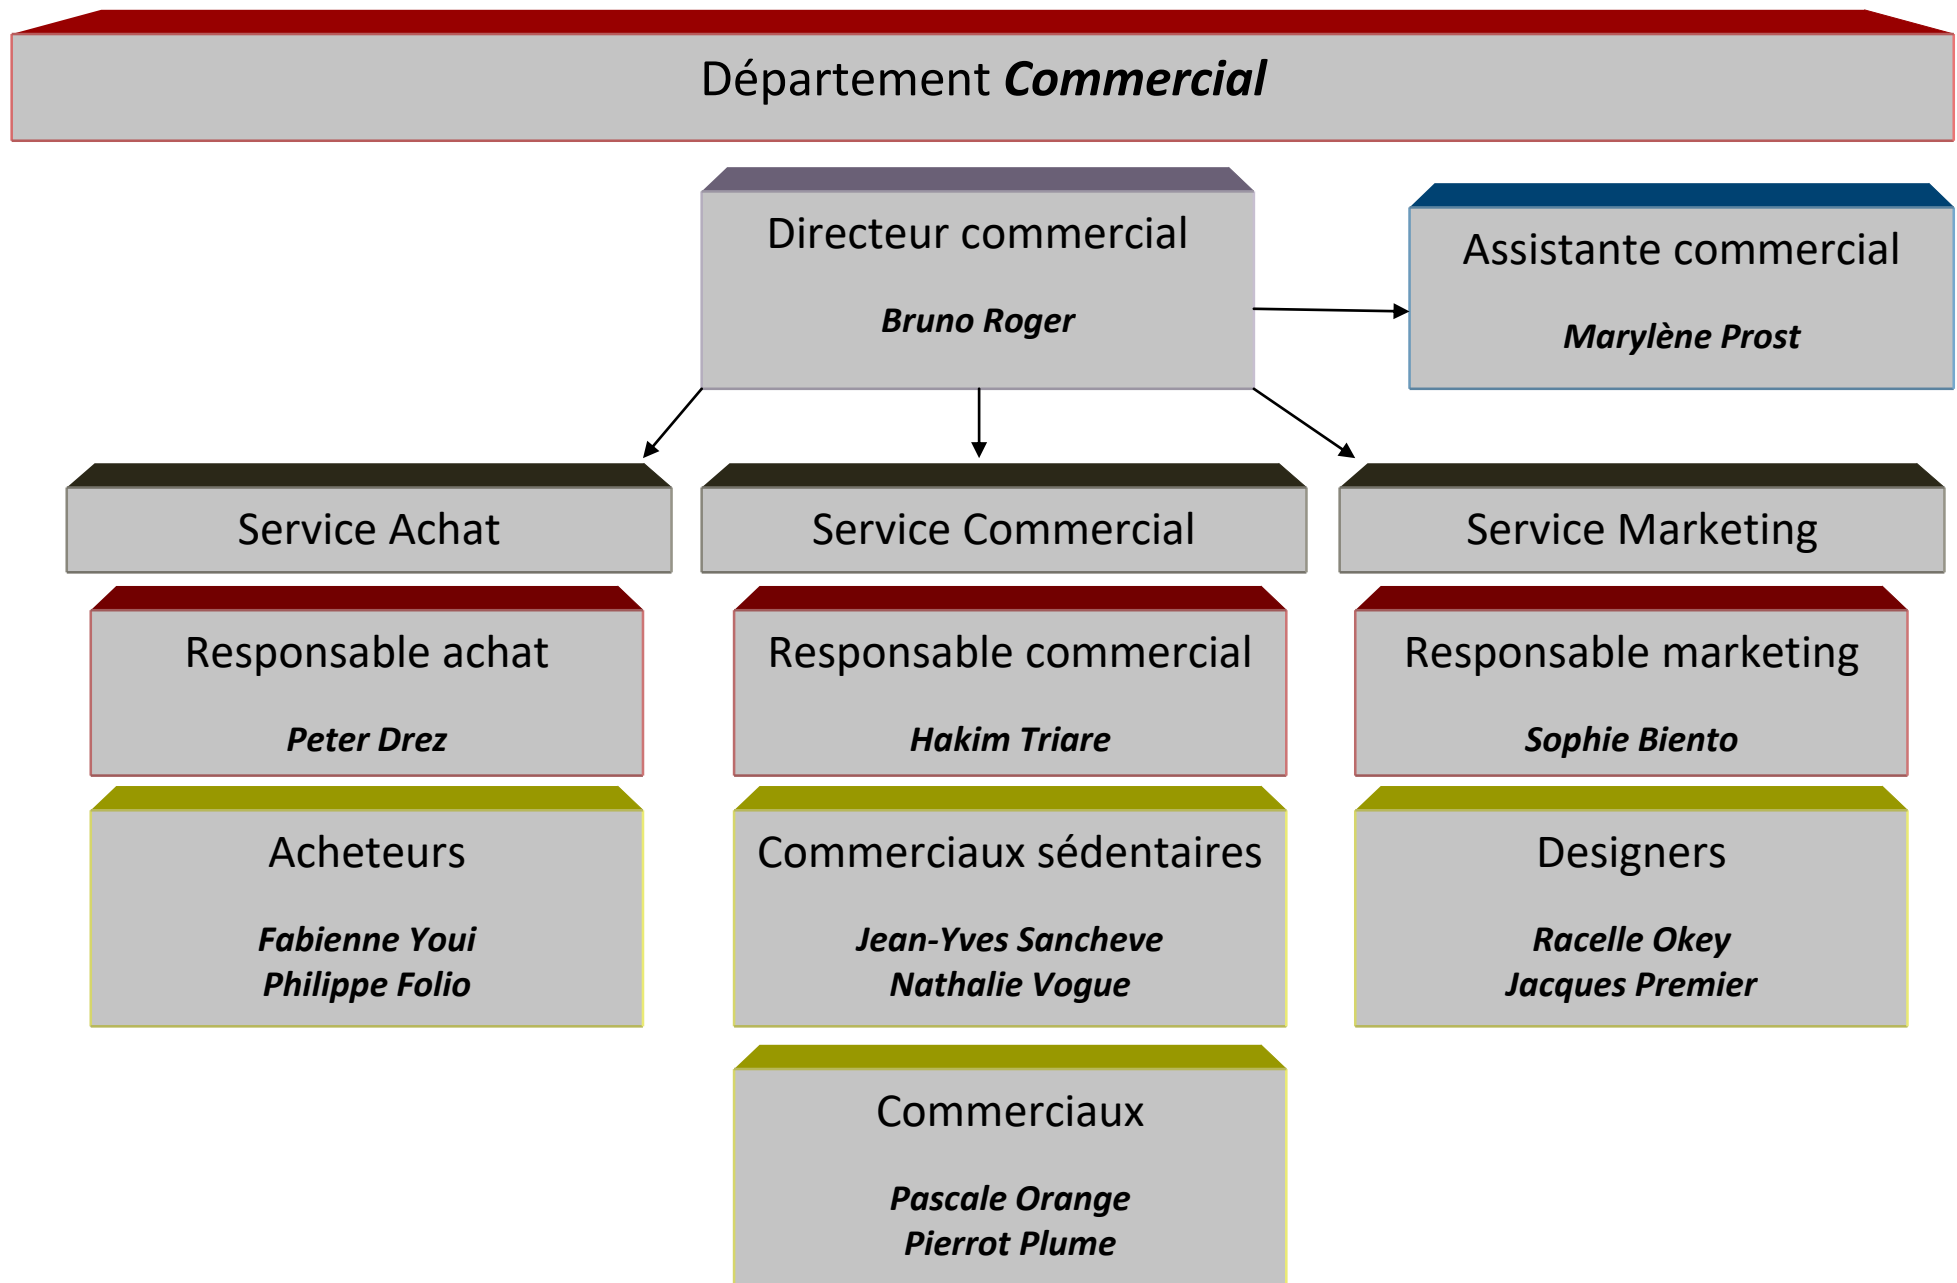 Département Commercial
Directeur commercial
Bruno Roger
Assistante commercial
Marylène Prost
Service Achat
Service Commercial
Service Marketing
Responsable achat
Peter Drez
Responsable commercial
Hakim Triare
Responsable marketing
Sophie Biento
Acheteurs
Fabienne Youi
Philippe Folio
Commerciaux sédentaires
Jean-Yves Sancheve
Nathalie Vogue
Designers
Racelle Okey
Jacques Premier
Commerciaux
Pascale Orange
Pierrot Plume